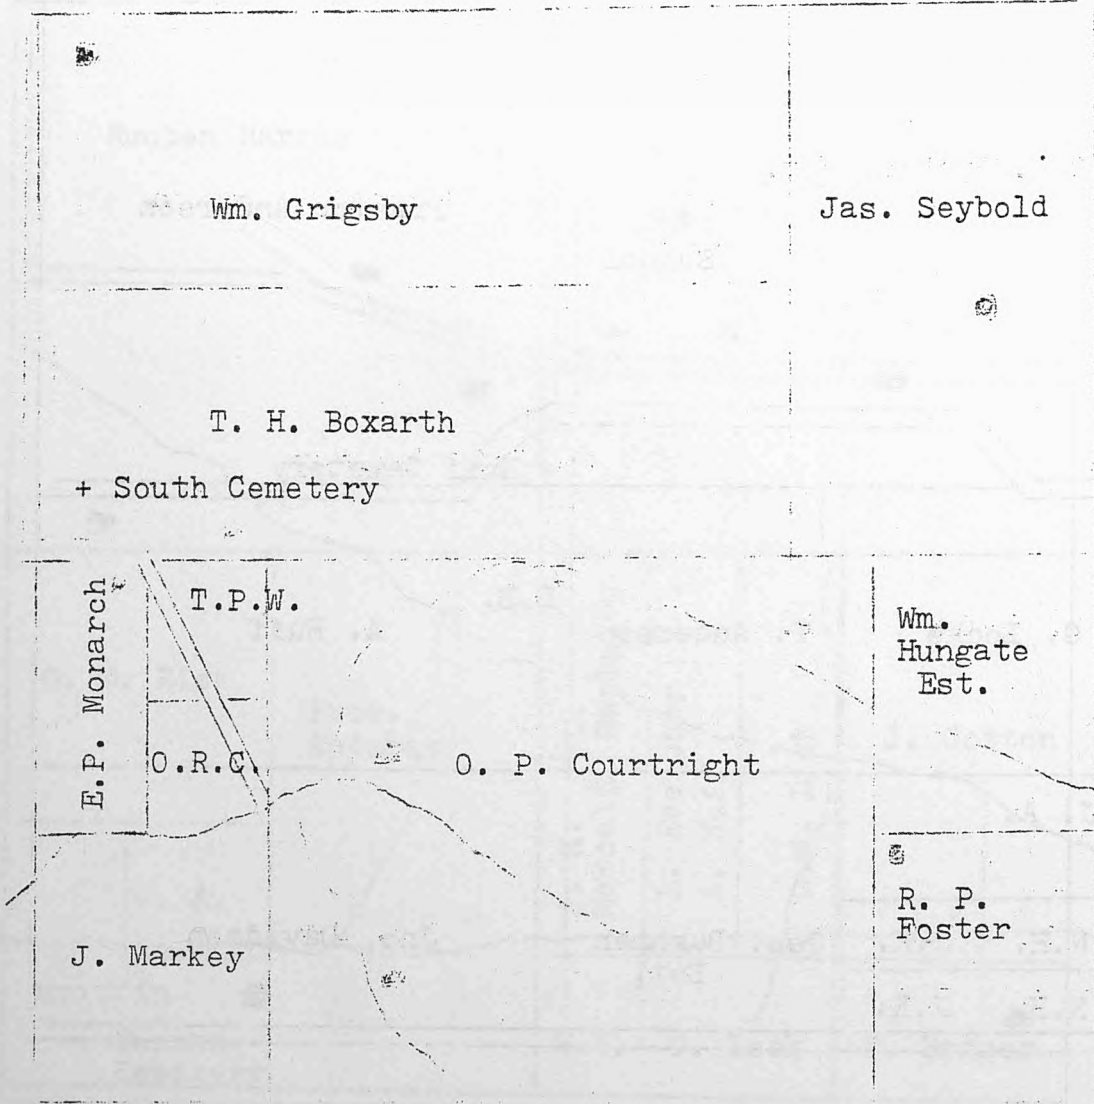 Wm. Grigsby
Jas. Seybold
T. H. Boxarth
+ South Cemetery
E.P. Monarch
T.P.W.
O.R.C.
O. P. Courtright
Wm.
Hungate
Est.
J. Markey
R. P.
Foster